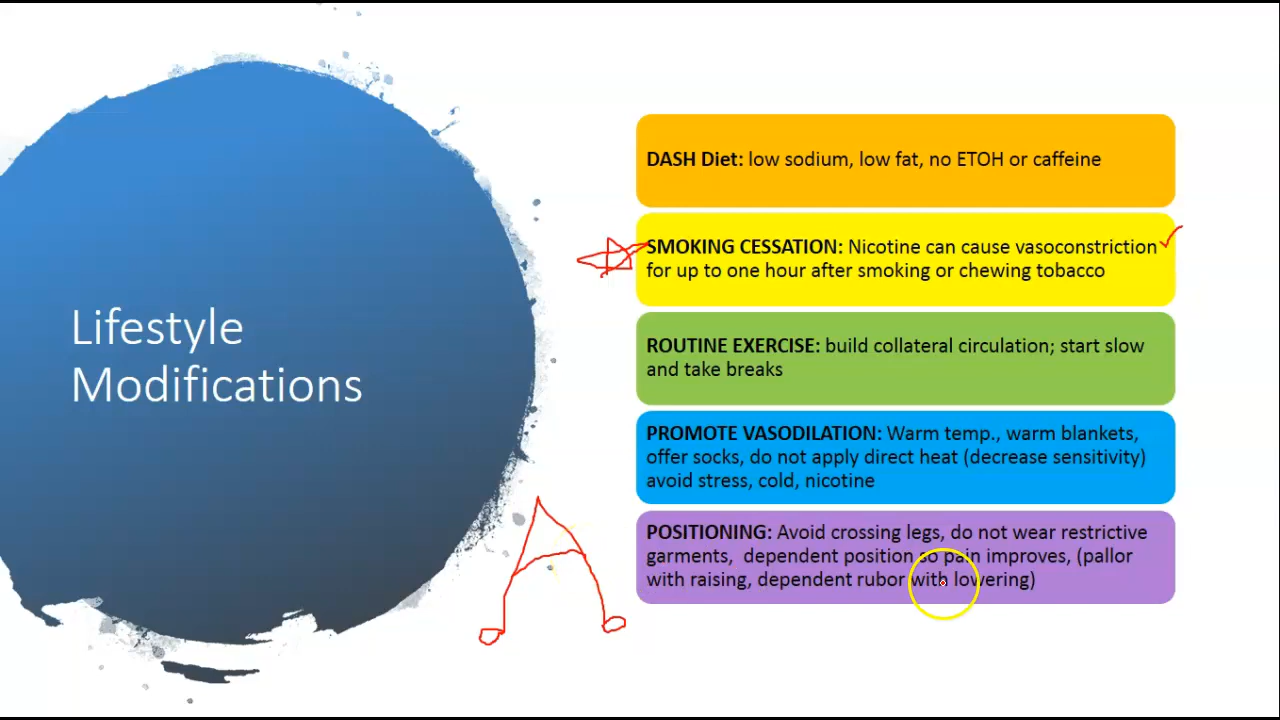 Lifestyle
Modifications
DASH Diet: low sodium, low fat, no ETOH or caffeine
SMOKING CESSATION: Nicotine can cause vasoconstriction
for up to one hour after smoking or chewing tobacco
ROUTINE EXERCISE: build collateral circulation; start slow
and take breaks
PROMOTE VASODILATION: Warm temp., warm blankets,
offer socks, do not apply direct heat (decrease sensitivity)
avoid stress, cold, nicotine
POSITIONING: Avoid crossing legs, do not wear restrictive
garments, dependent position so pain improves, (pallor
with raising, dependent rubor with lowering)
A